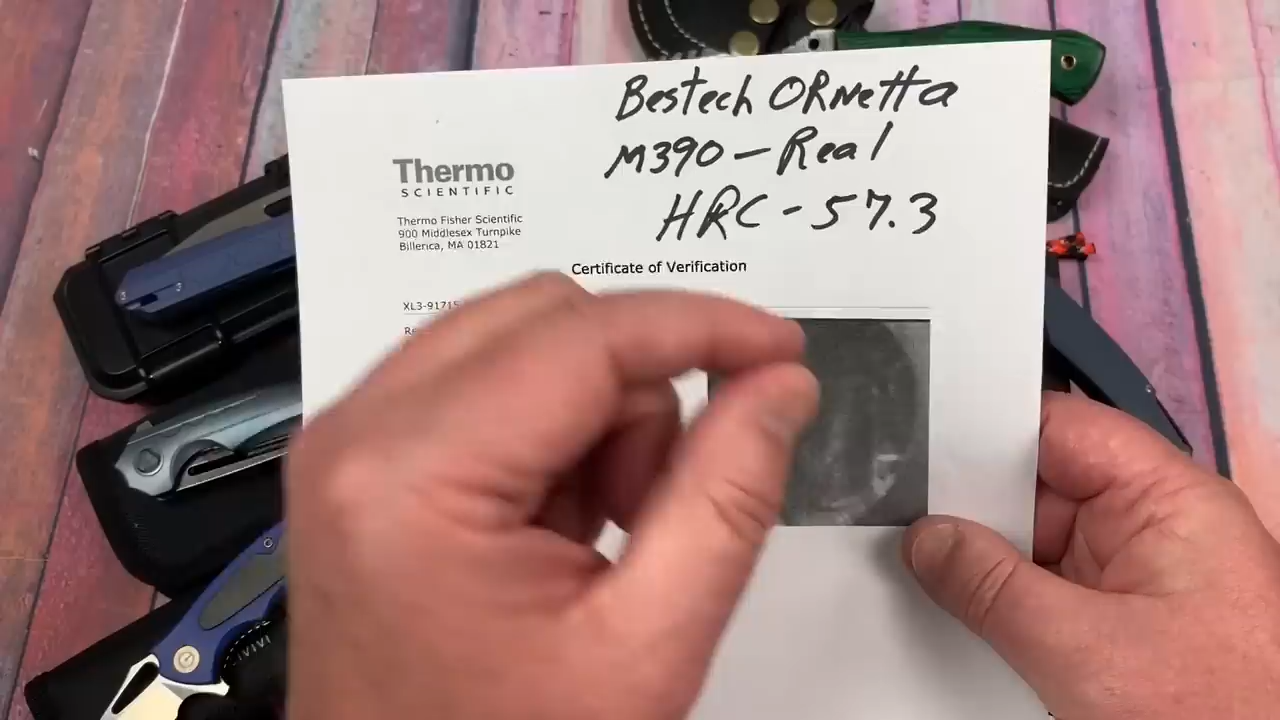 Bestech ORNetta
M390 - Real
HRC - 57.3
Thermo
SCIENTIFIC
Thermo Fisher Scientific
900 Middlesex Turnpike
Billerica, MA 01821
Certificate of Verification